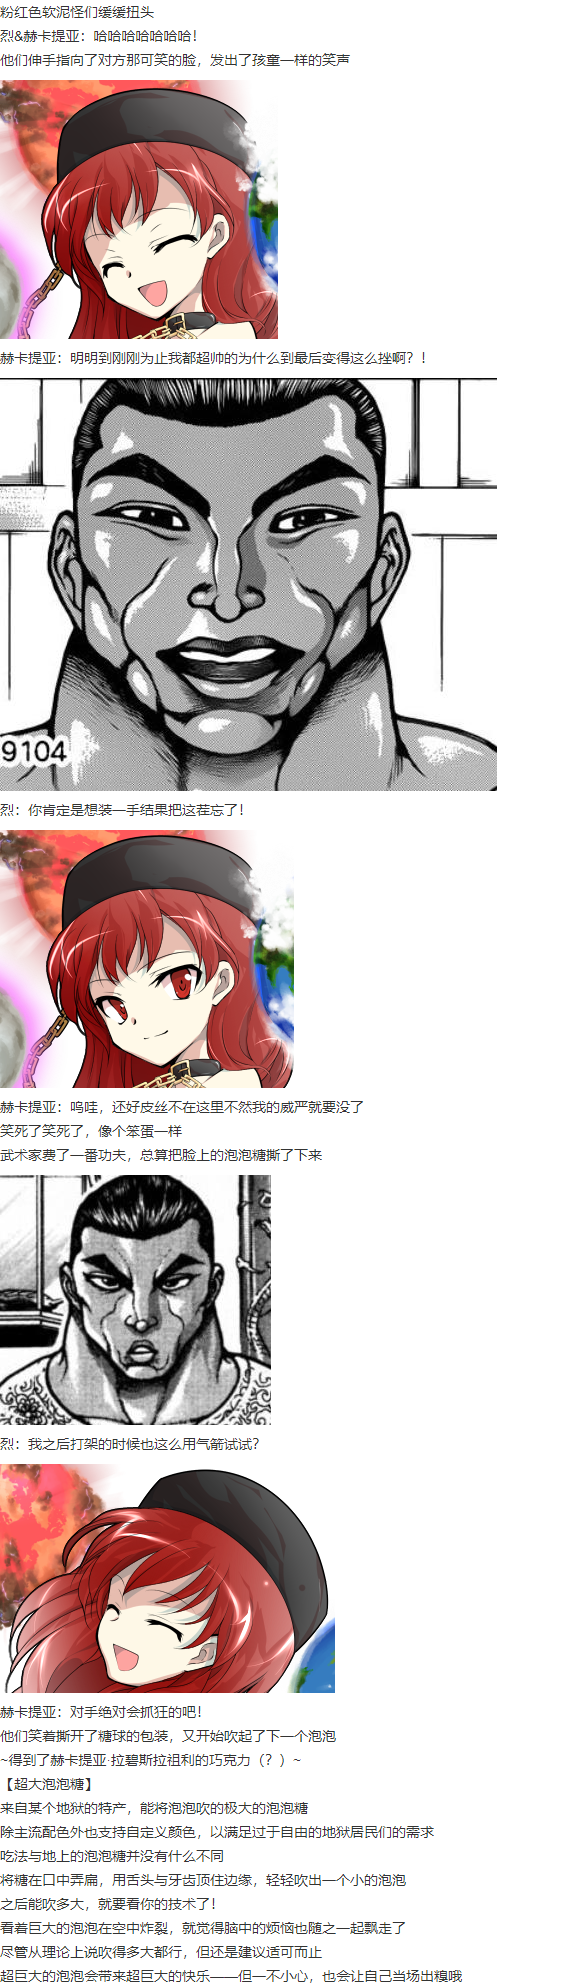 粉红色软泥怪们缓缓扭头
烈&赫卡提亚：哈哈哈哈哈哈哈！
他们伸手指向了对方那可笑的脸，发出了孩童一样的笑声
赫卡提亚：明明到刚刚为止我都超帅的为什么到最后变得这么挫啊？！
9104
烈：你肯定是想装一手结果把这茬忘了！
赫卡提亚：呜哇，还好皮丝不在这里不然我的威严就要没了
笑死了笑死了，像个笨蛋一样
武术家费了一番功夫，总算把脸上的泡泡糖撕了下来
烈：我之后打架的时候也这么用气箭试试？
赫卡提亚：对手绝对会抓狂的吧！
他们笑着撕开了糖球的包装，又开始吹起了下一个泡泡
~得到了赫卡提亚·拉碧斯拉祖利的巧克力（？）~
【超大泡泡糖】
来自某个地狱的特产，能将泡泡吹的极大的泡泡糖
除主流配色外也支持自定义颜色，以满足过于自由的地狱居民们的需求
吃法与地上的泡泡糖并没有什么不同
将糖在口中弄扁，用舌头与牙齿顶住边缘，轻轻吹出一个小的泡泡
之后能吹多大，就要看你的技术了！
看着巨大的泡泡在空中炸裂，就觉得脑中的烦恼也随之一起飘走了
尽管从理论上说吹得多大都行，但还是建议适可而止
超巨大的泡泡会带来超巨大的快乐——但一不小心，也会让自己当场出糗哦